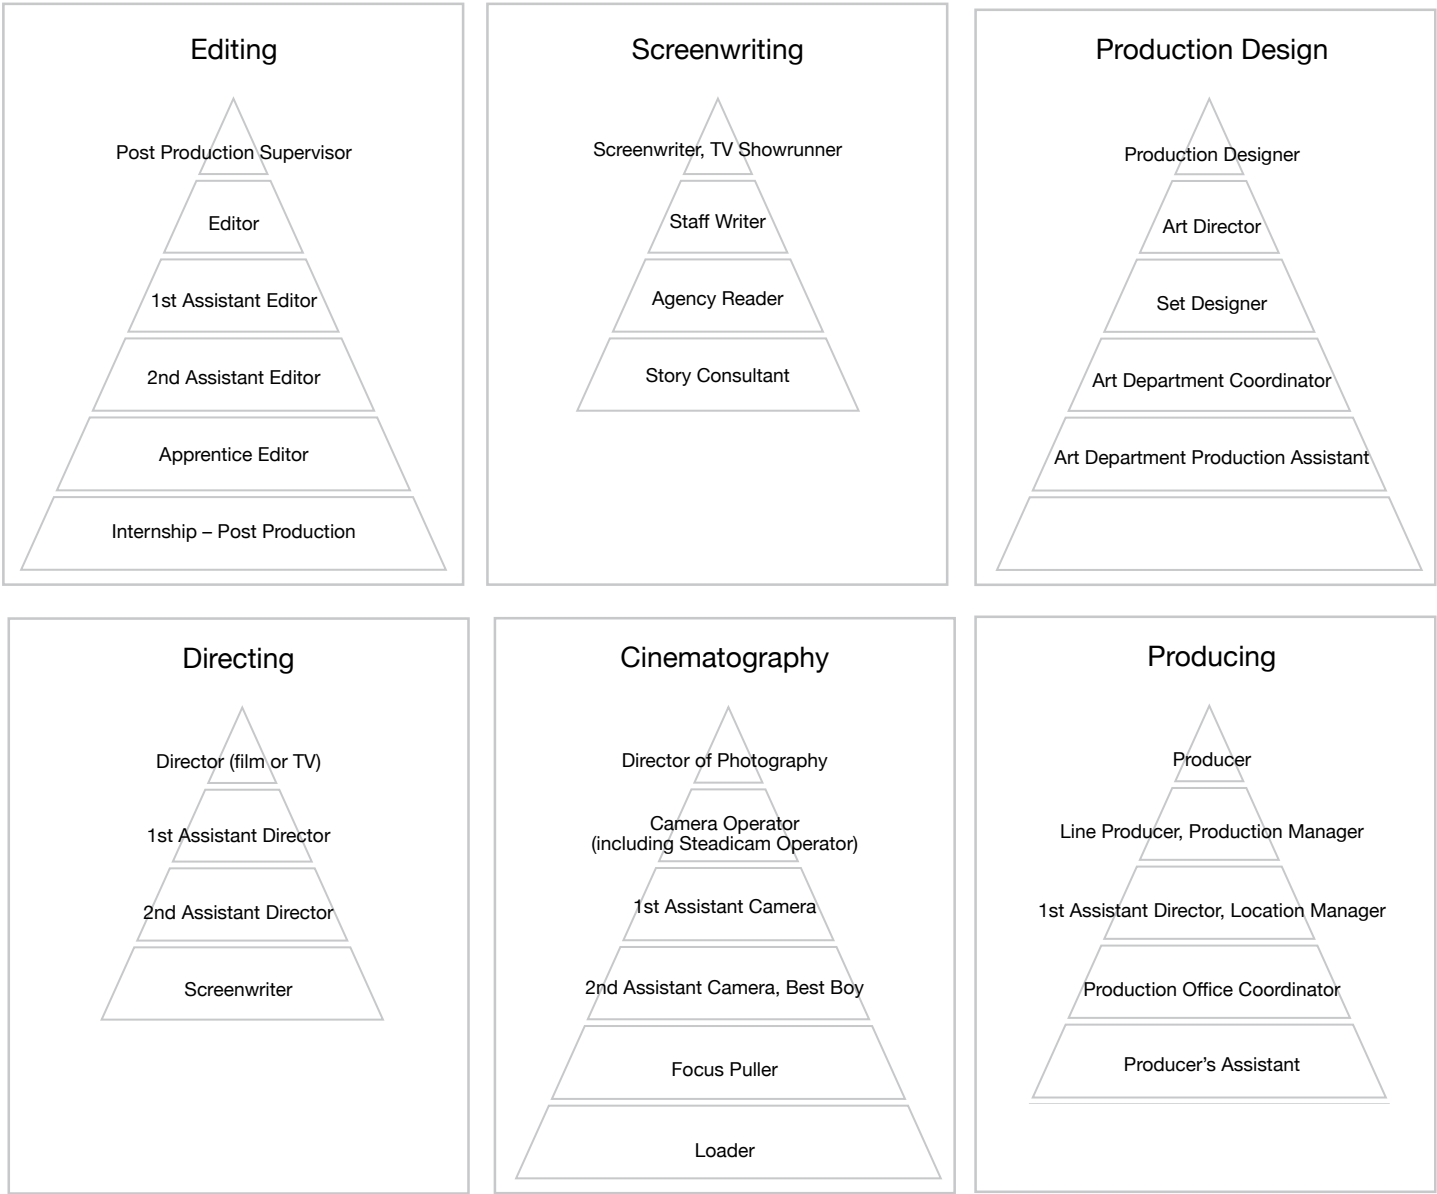 Editing
Post Production Supervisor
Editor
1st Assistant Editor
2nd Assistant Editor
Apprentice Editor
Internship – Post Production
Screenwriting
Screenwriter, TV Showrunner
Staff Writer
Agency Reader
Story Consultant
Production Design
Production Designer
Art Director
Set Designer
Art Department Coordinator
Art Department Production Assistant
Directing
Director (film or TV)
1st Assistant Director
2nd Assistant Director
Screenwriter
Cinematography
Director of Photography
Camera Operator
(including Steadicam Operator)
1st Assistant Camera
2nd Assistant Camera, Best Boy
Focus Puller
Loader
Producing
Producer
Line Producer, Production Manager
1st Assistant Director, Location Manager
Production Office Coordinator
Producer’s Assistant